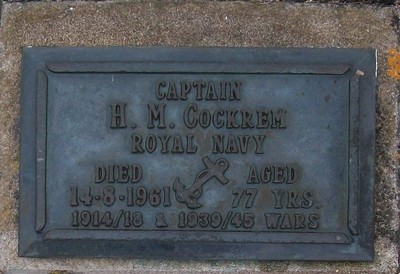 CAPTAIN
H. M. COCKREM
ROYAL NAVY
DIED AGED
14-8-1961 77 YRS.
1914/18 & 1939/45 WARS